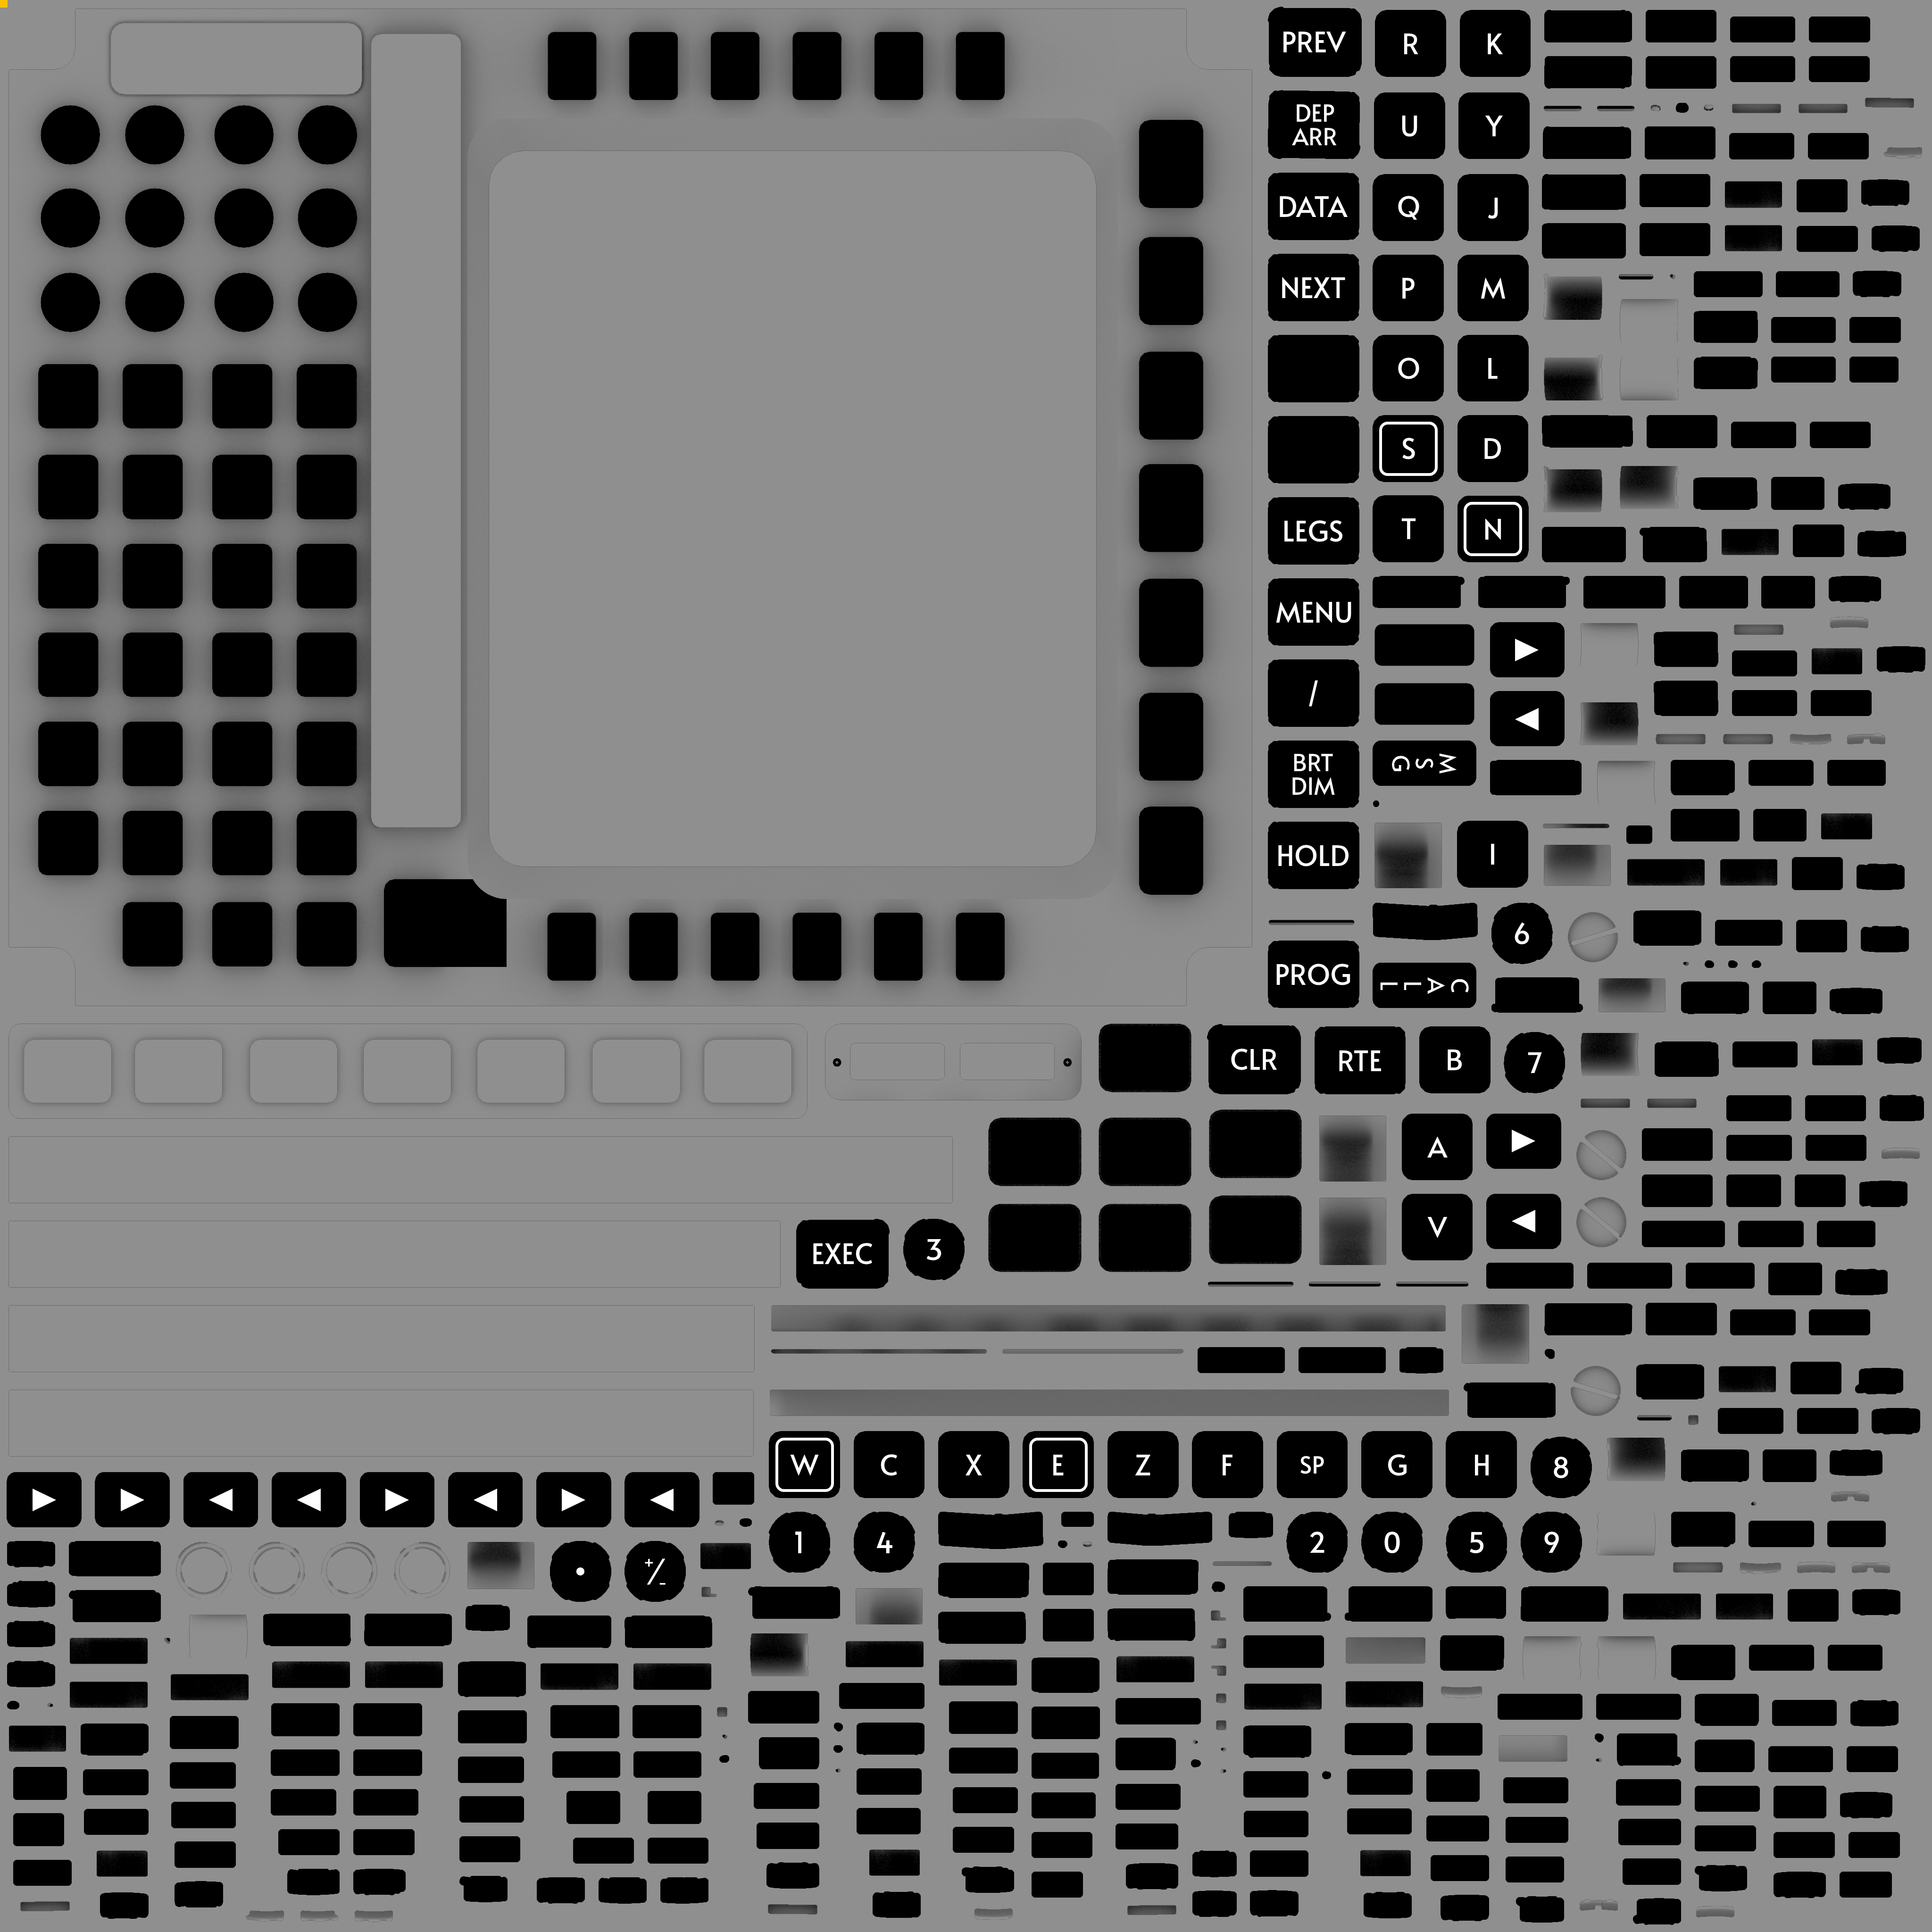 PREV R K
DEP
ARR
U Y
DATA Q J
NEXT P M
O L
S D
LEGS T N
MENU
►
/
◄
BRT
DIM
MSG
HOLD I
6
PROG
CALL
CLR RTE B 7
A ►
EXEC 3 V ◄
W C X E Z F SP G H 8
► ► ◄ ◄ ► ◄ ► ◄
1 4 2 0 5 9
• +/-